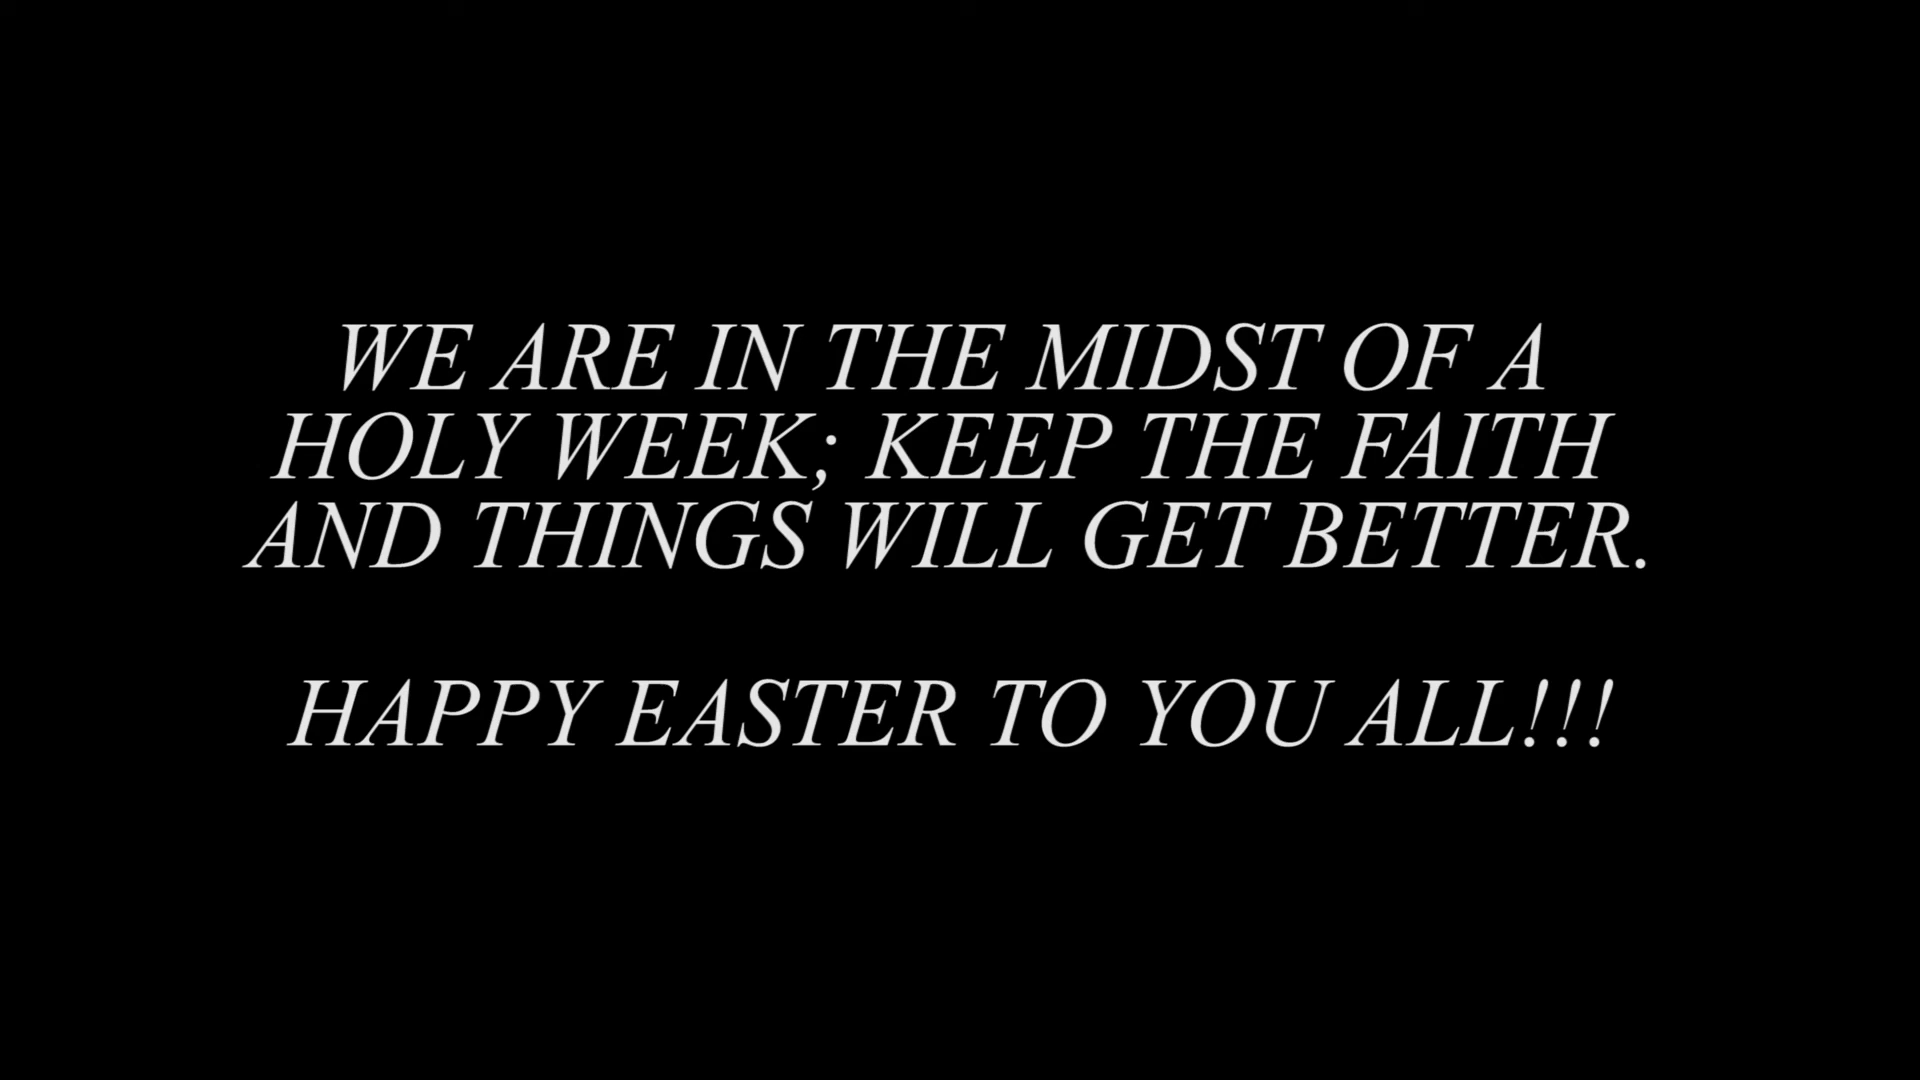 WE ARE IN THE MIDST OF A
HOLY WEEK; KEEP THE FAITH
AND THINGS WILL GET BETTER.
HAPPY EASTER TO YOU ALL!!!